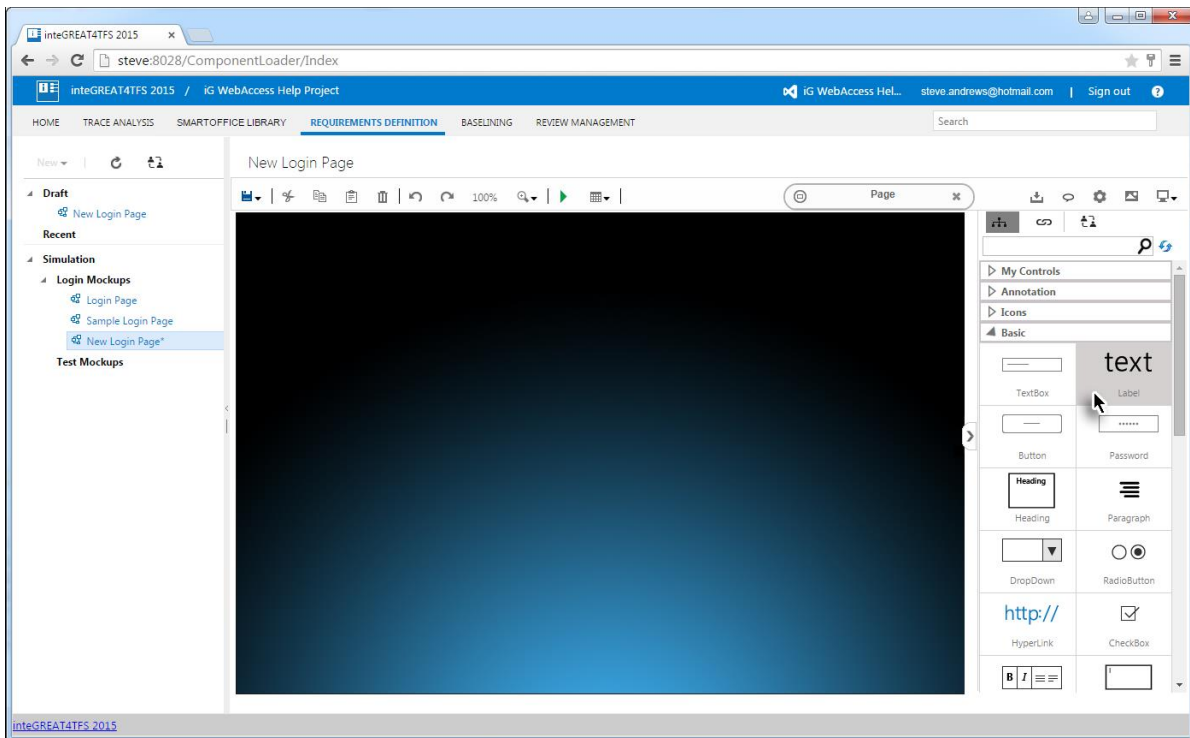 inteGREAT4TFS 2015
steve:8028/ComponentLoader/Index
inteGREAT4TFS 2015 / iG WebAccess Help Project
iG WebAccess Hel... steve.andrews@hotmail.com | Sign out ?
HOME TRACE ANALYSIS SMARTOFFICE LIBRARY REQUIREMENTS DEFINITION BASELINING REVIEW MANAGEMENT
Search
New
New Login Page
Draft
New Login Page
Recent
Simulation
Login Mockups
Login Page
Sample Login Page
New Login Page*
Test Mockups
100%
Page
My Controls
Annotation
Icons
Basic
text
TextBox Label
Button Password
Heading
Heading Paragraph
DropDown RadioButton
http://
HyperLink CheckBox
B I
inteGREAT4TFS 2015